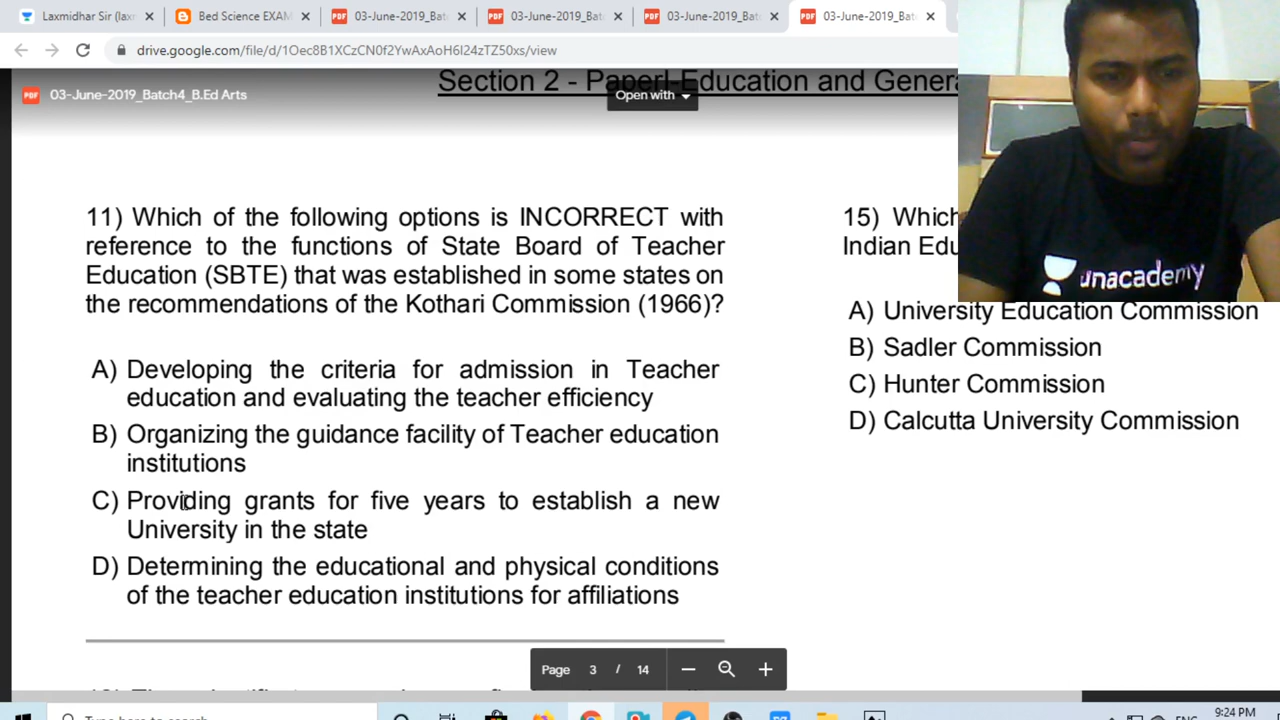 Laxmidhar Sir (lax
Bed Science EXAM
03-June-2019_Bat
03-June-2019_Bat
03-June-2019_Bat
03-June-2019_Bat
drive.google.com/file/d/1Oec8B1XCzCN0f2YwAxAoH6l24zTZ50xs/view
Section 2 - PaperI-Education and Genera
03-June-2019_Batch4_B.Ed Arts
Open with
11) Which of the following options is INCORRECT with
reference to the functions of State Board of Teacher
Education (SBTE) that was established in some states on
the recommendations of the Kothari Commission (1966)?
A) Developing the criteria for admission in Teacher
education and evaluating the teacher efficiency
B) Organizing the guidance facility of Teacher education
institutions
C) Providing grants for five years to establish a new
University in the state
D) Determining the educational and physical conditions
of the teacher education institutions for affiliations
15) Which
Indian Edu
A) University Education Commission
B) Sadler Commission
C) Hunter Commission
D) Calcutta University Commission
unacademy
Page 3 / 14
Type here to search
ENG
9:24 PM